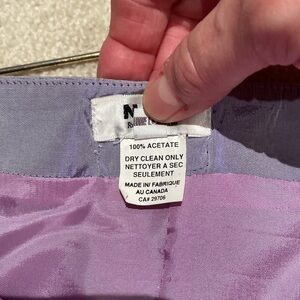 100% ACETATE
DRY CLEAN ONLY
NETTOYER A SEC
SEULEMENT
MADE IN/ FABRIQUE
AU CANADA
CA# 29706